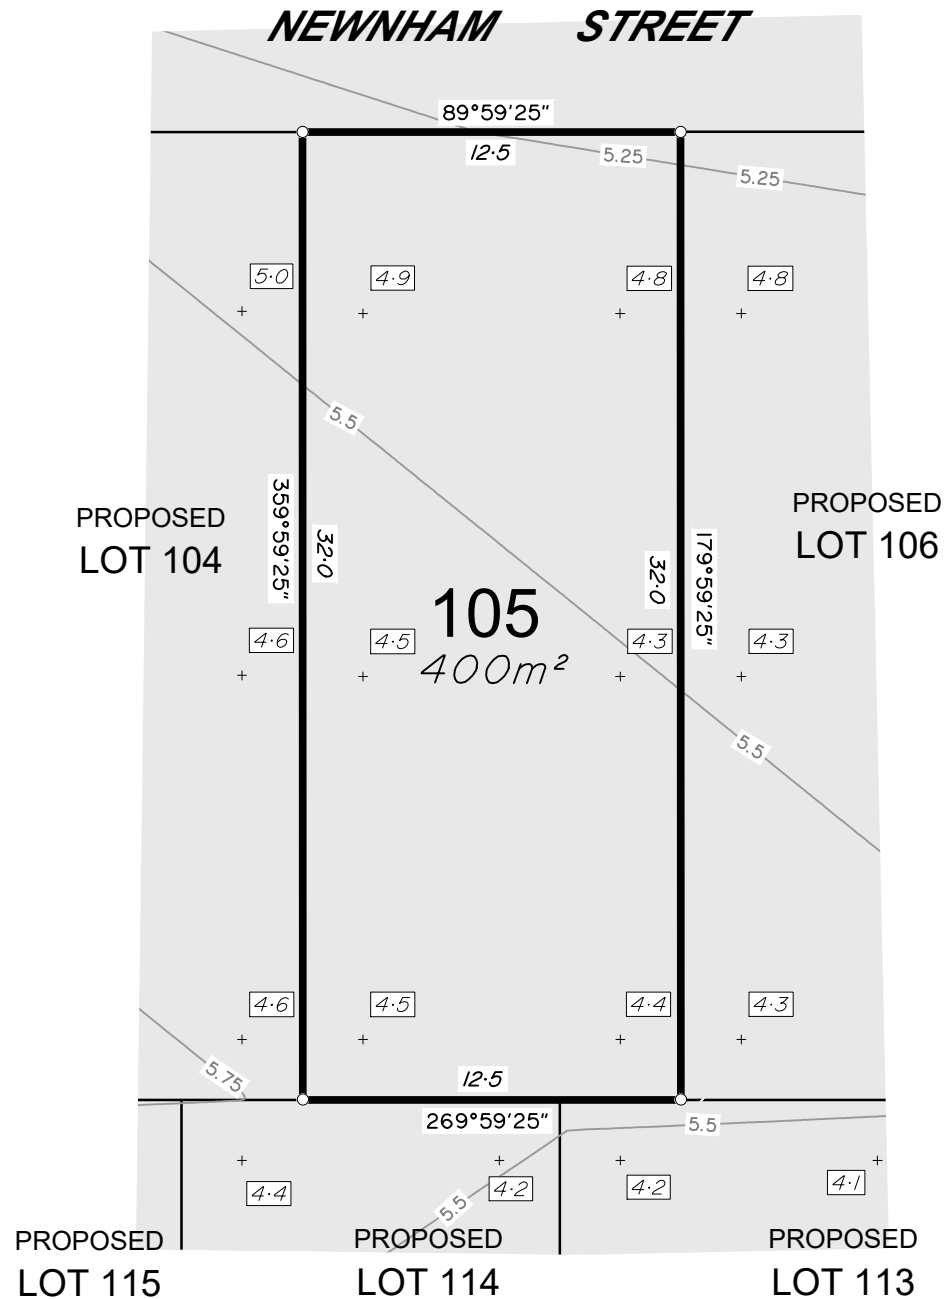 NEWNHAM STREET
89°59'25"
12·5
5.25
5.25
5·0
4·9
4·8
4·8
5.5
PROPOSED
LOT 104
359°59'25"
32·0
32·0
179°59'25"
PROPOSED
LOT 106
105
400m²
4·6
4·5
4·3
4·3
5.5
4·6
4·5
4·4
4·3
5.75
12·5
269°59'25"
5.5
4·4
4·2
4·2
4·1
5.5
PROPOSED
LOT 115
PROPOSED
LOT 114
PROPOSED
LOT 113